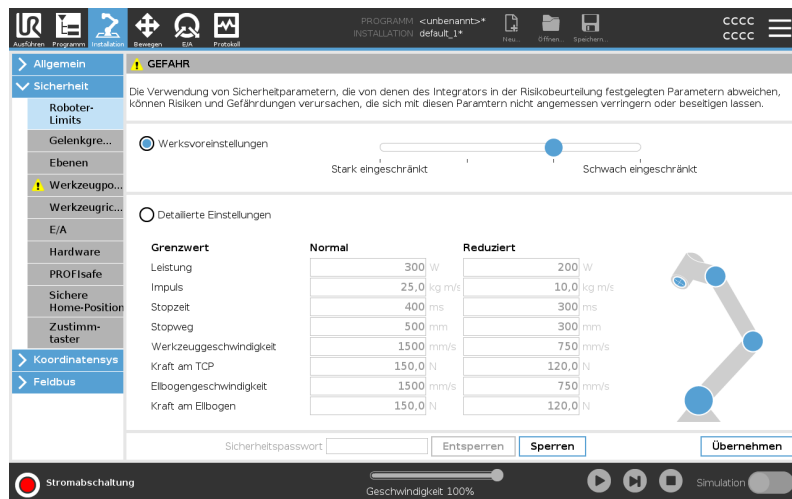 PROGRAMM <unbenannt>*
INSTALLATION default_1*
Ausführen Programm Installation Bewegen E/A Protokoll
Neu... Öffnen... Speichern...
cccc
cccc
Allgemein
Sicherheit
Roboter-
Limits
Gelenkgre...
Ebenen
Werkzeugpo...
Werkzeugric...
E/A
Hardware
PROFIsafe
Sichere
Home-Position
Zustimm-
taster
Koordinatensys
Feldbus
GEFAHR
Die Verwendung von Sicherheitparametern, die von denen des Integrators in der Risikobeurteilung festgelegten Parametern abweichen,
können Risiken und Gefährdungen verursachen, die sich mit diesen Paramtern nicht angemessen verringern oder beseitigen lassen.
Werksvoreinstellungen
Stark eingeschränkt Schwach eingeschränkt
Detailierte Einstellungen
Grenzwert Normal Reduziert
Leistung 300 W 200 W
Impuls 25,0 kg m/s 10,0 kg m/s
Stopzeit 400 ms 300 ms
Stopweg 500 mm 300 mm
Werkzeuggeschwindigkeit 1500 mm/s 750 mm/s
Kraft am TCP 150,0 N 120,0 N
Ellbogengeschwindigkeit 1500 mm/s 750 mm/s
Kraft am Ellbogen 150,0 N 120,0 N
Sicherheitspasswort Entsperren Sperren Übernehmen
Stromabschaltung
Geschwindigkeit 100%
Simulation